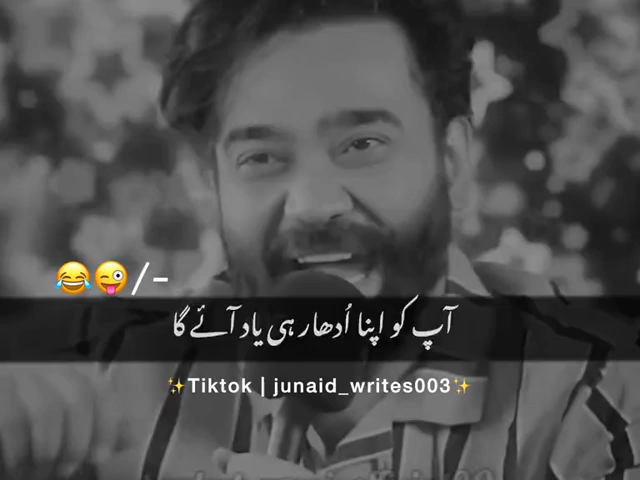 😂😜/-
آپ کو اپنا اُدھار ہی یاد آئے گا
✨Tiktok | junaid_writes003✨